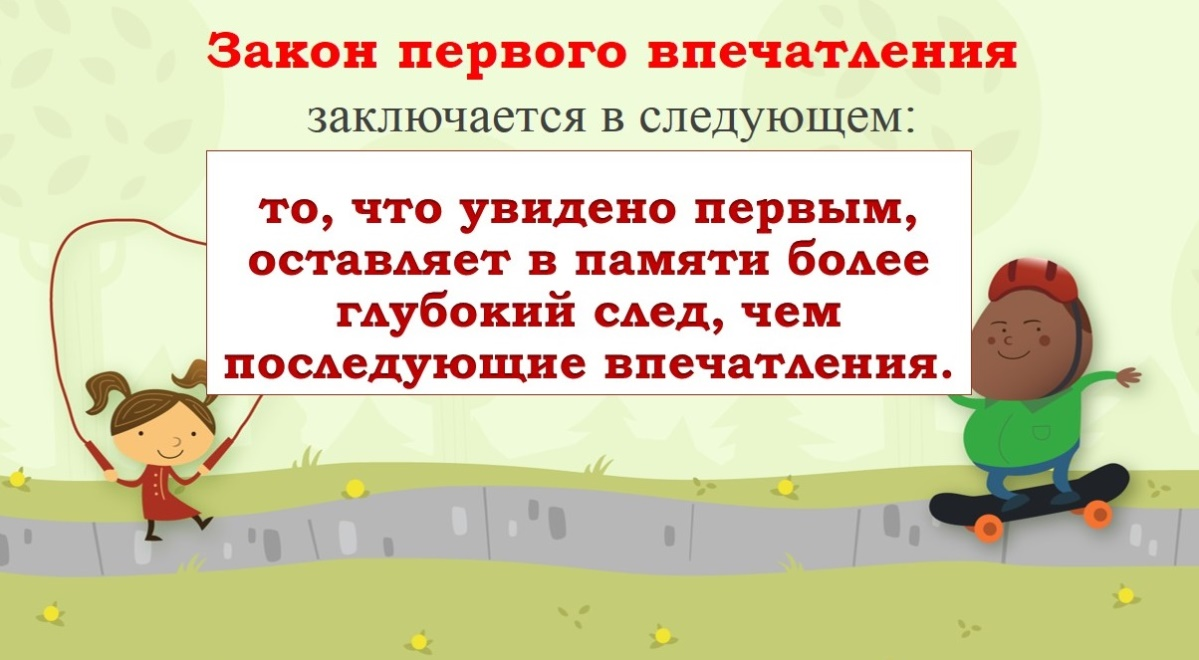 Закон первого впечатления
заключается в следующем:
то, что увидено первым,
оставляет в памяти более
глубокий след, чем
последующие впечатления.